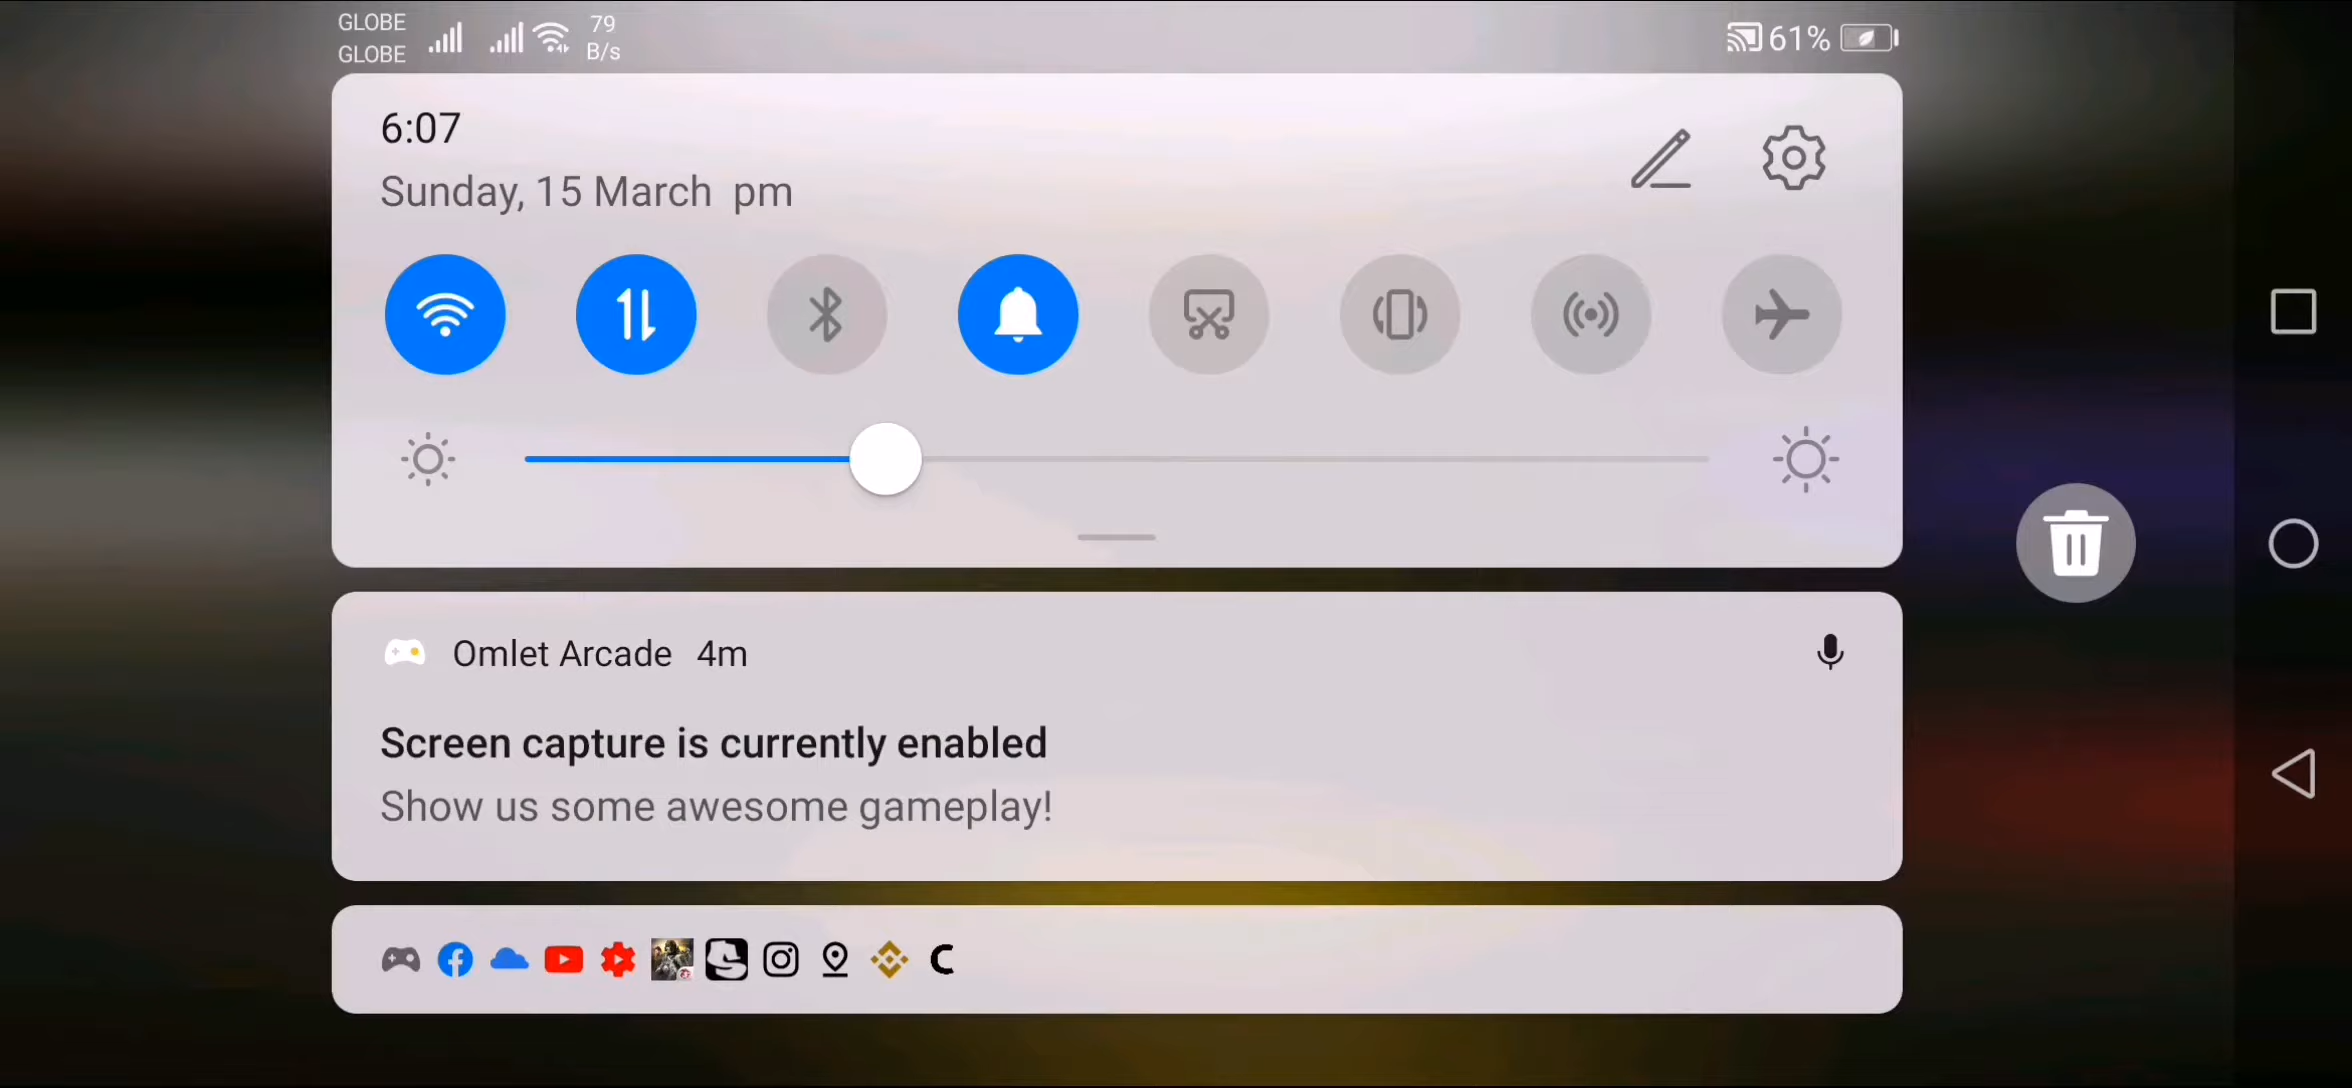 GLOBE
GLOBE
79
B/s
61%
6:07
Sunday, 15 March pm
Omlet Arcade 4m
Screen capture is currently enabled
Show us some awesome gameplay!